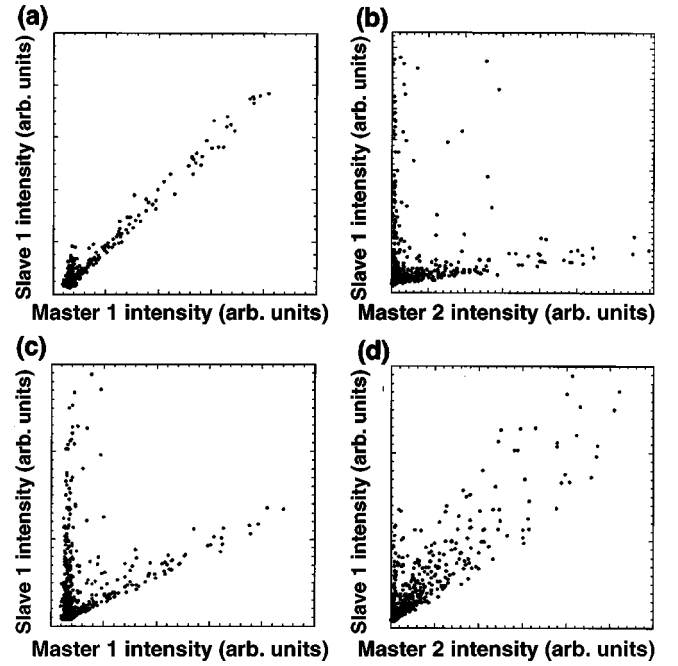 (a)
Slave 1 intensity (arb. units)
Master 1 intensity (arb. units)
(b)
Slave 1 intensity (arb. units)
Master 2 intensity (arb. units)
(c)
Slave 1 intensity (arb. units)
Master 1 intensity (arb. units)
(d)
Slave 1 intensity (arb. units)
Master 2 intensity (arb. units)